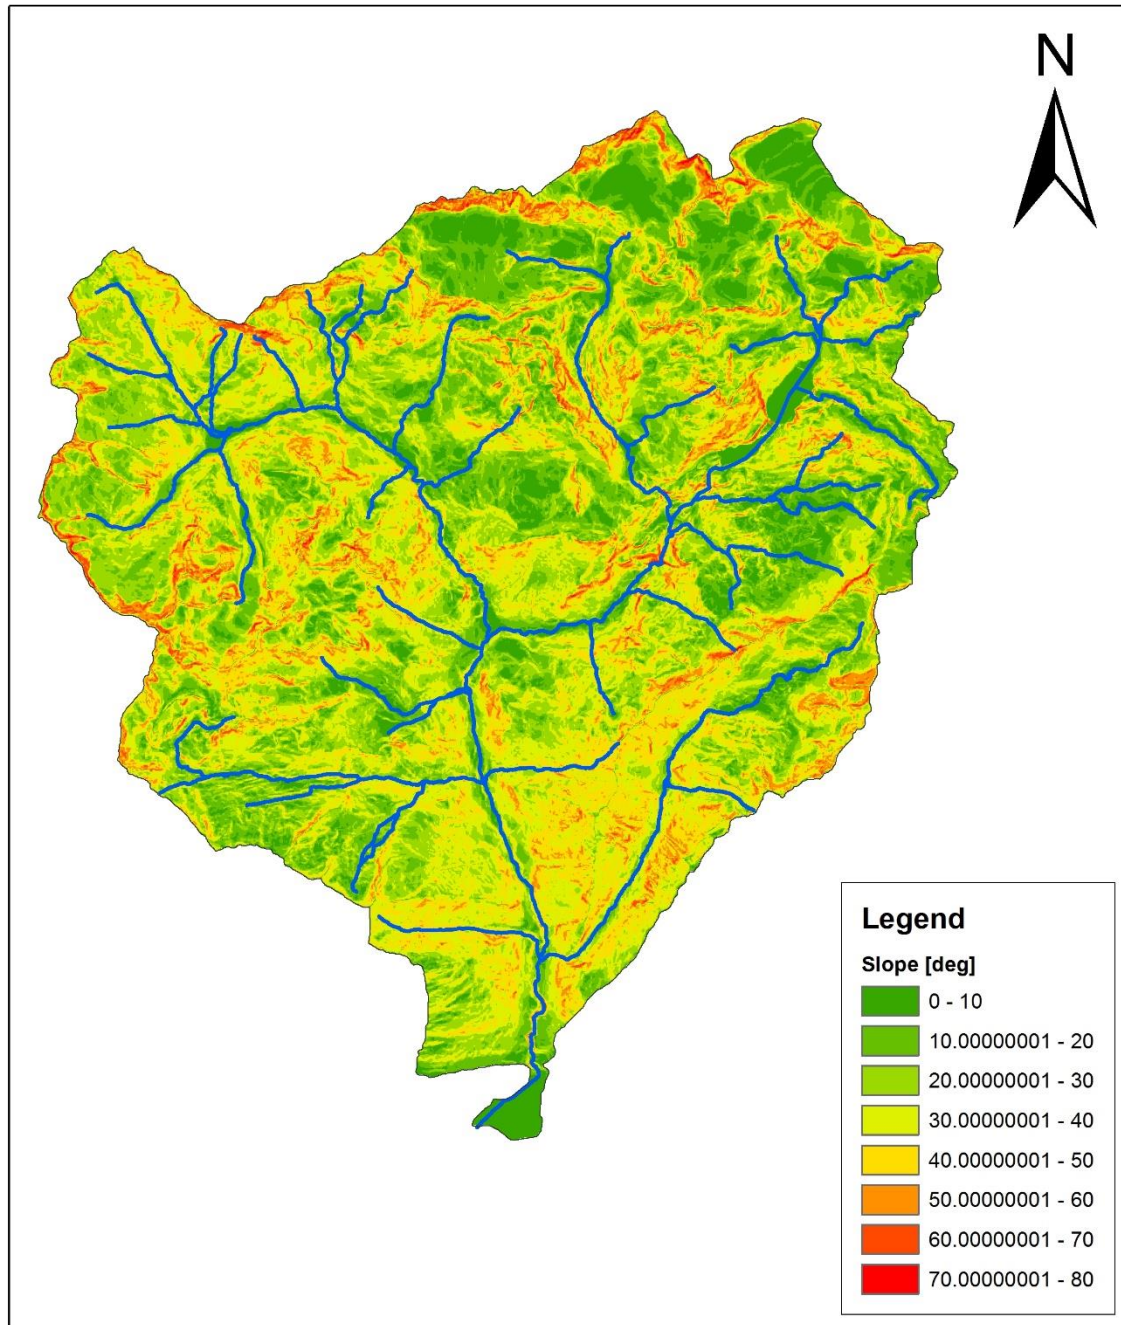 N
Legend
Slope [deg]
0 - 10
10.00000001 - 20
20.00000001 - 30
30.00000001 - 40
40.00000001 - 50
50.00000001 - 60
60.00000001 - 70
70.00000001 - 80